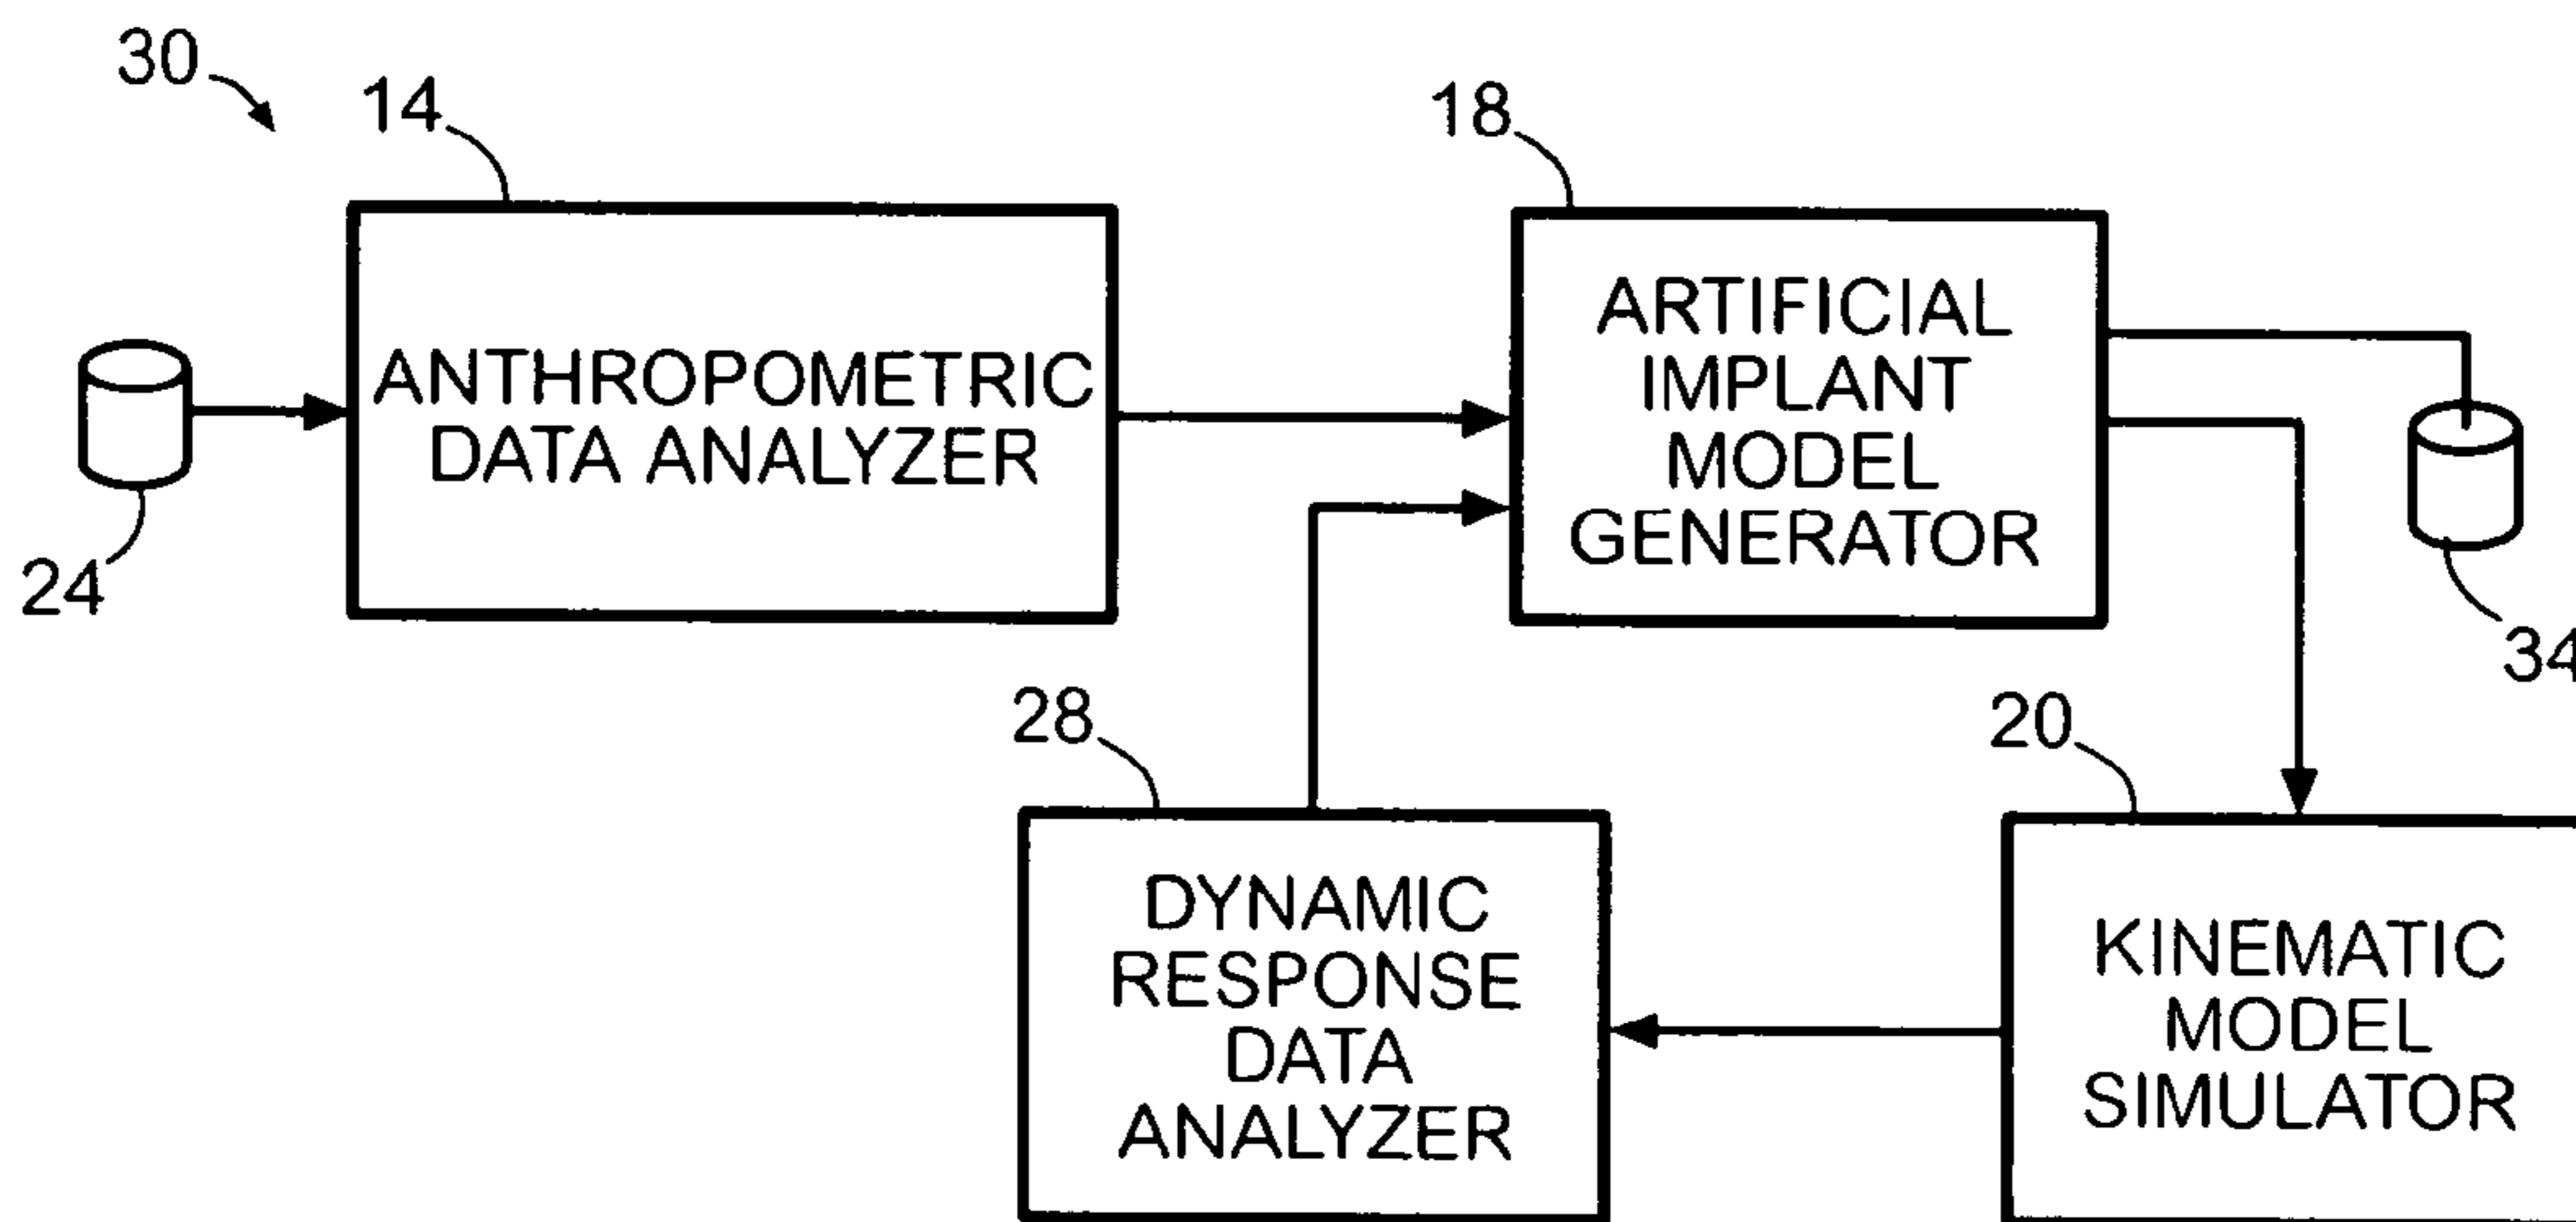 30
14
18
ANTHROPOMETRIC
DATA ANALYZER
ARTIFICIAL
IMPLANT
MODEL
GENERATOR
24
34
28
20
DYNAMIC
RESPONSE
DATA
ANALYZER
KINEMATIC
MODEL
SIMULATOR